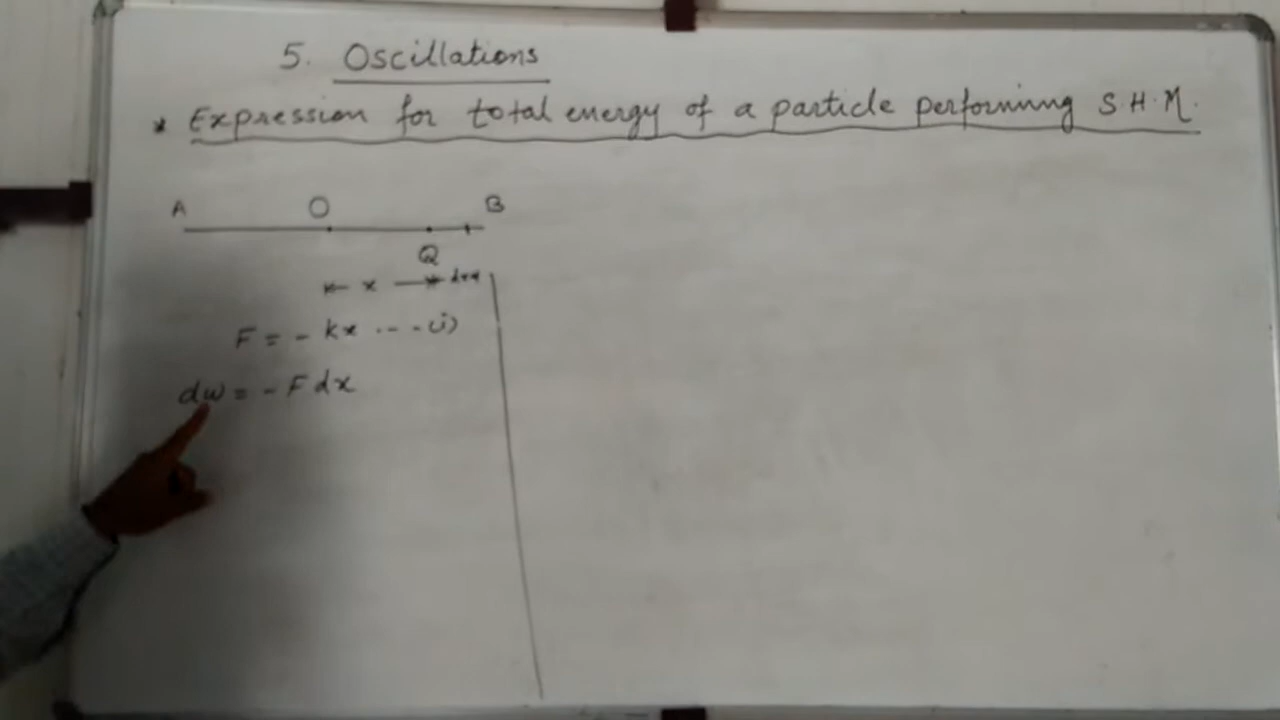 5. Oscillations
* Expression for total energy of a particle performing S.H.M.
A O B
Q
x dx
F = - kx ... (i)
dw = - F dx